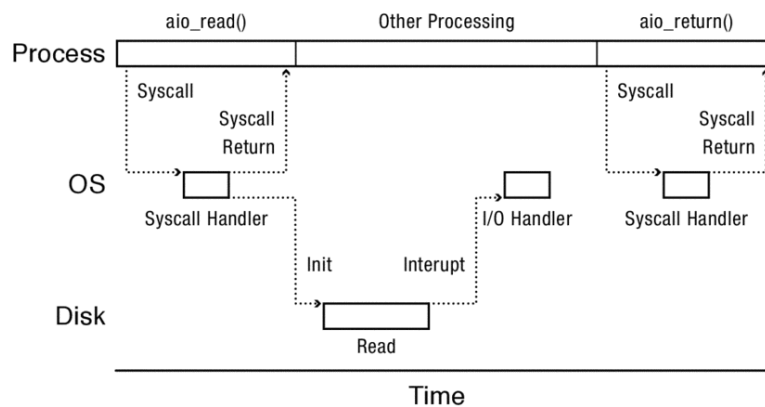 aio_read()
Other Processing
aio_return()
Process
Syscall
Syscall
Return
Syscall
Syscall
Return
OS
Syscall Handler
I/O Handler
Syscall Handler
Init
Interupt
Disk
Read
Time